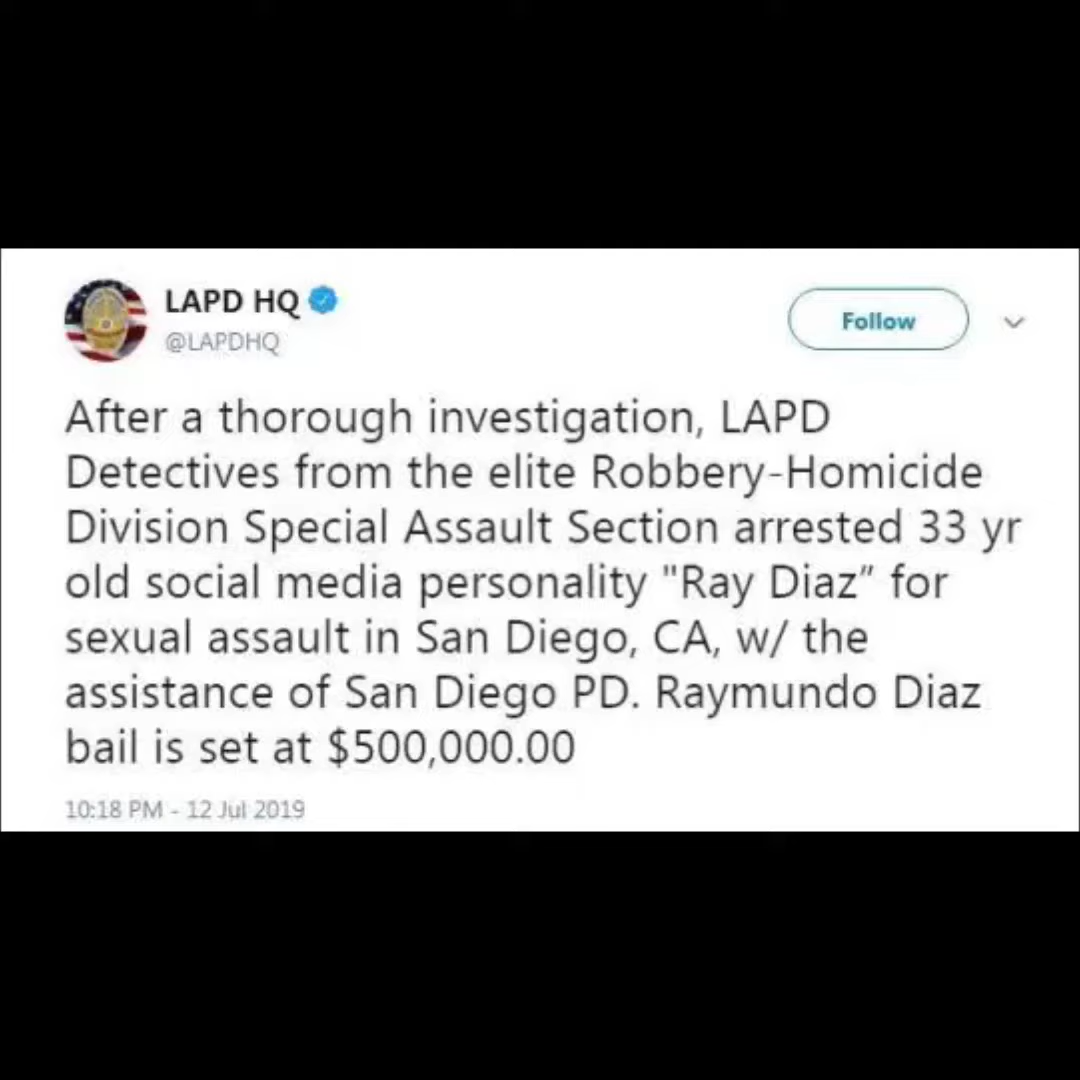 LAPD HQ
@LAPDHQ
Follow
After a thorough investigation, LAPD
Detectives from the elite Robbery-Homicide
Division Special Assault Section arrested 33 yr
old social media personality "Ray Diaz” for
sexual assault in San Diego, CA, w/ the
assistance of San Diego PD. Raymundo Diaz
bail is set at $500,000.00
10:18 PM - 12 Jul 2019